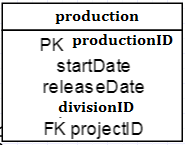 production
PK productionID
startDate
releaseDate
divisionID
FK projectID